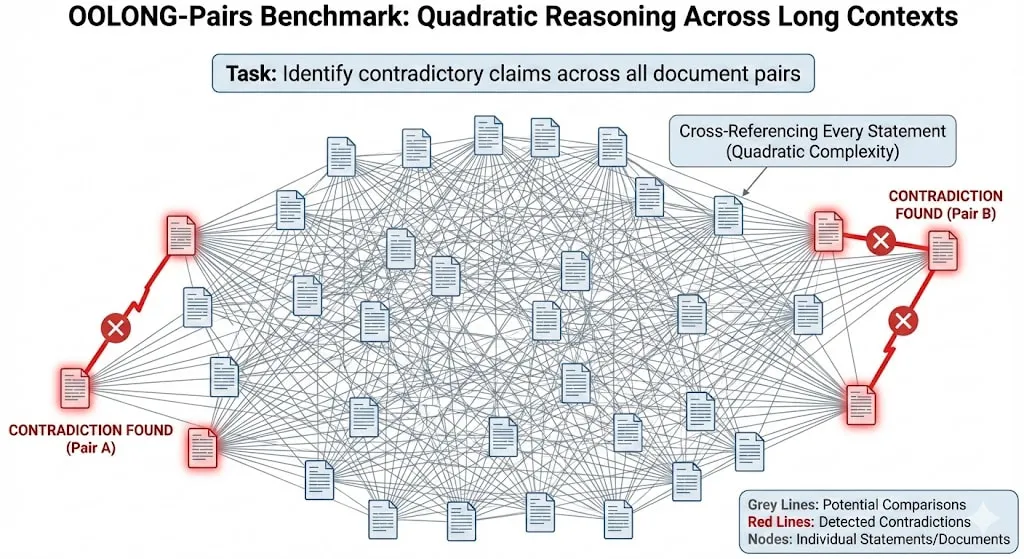 OOLONG-Pairs Benchmark: Quadratic Reasoning Across Long Contexts
Task: Identify contradictory claims across all document pairs
Cross-Referencing Every Statement
(Quadratic Complexity)
CONTRADICTION
FOUND (Pair B)
CONTRADICTION FOUND
(Pair A)
Grey Lines: Potential Comparisons
Red Lines: Detected Contradictions
Nodes: Individual Statements/Documents